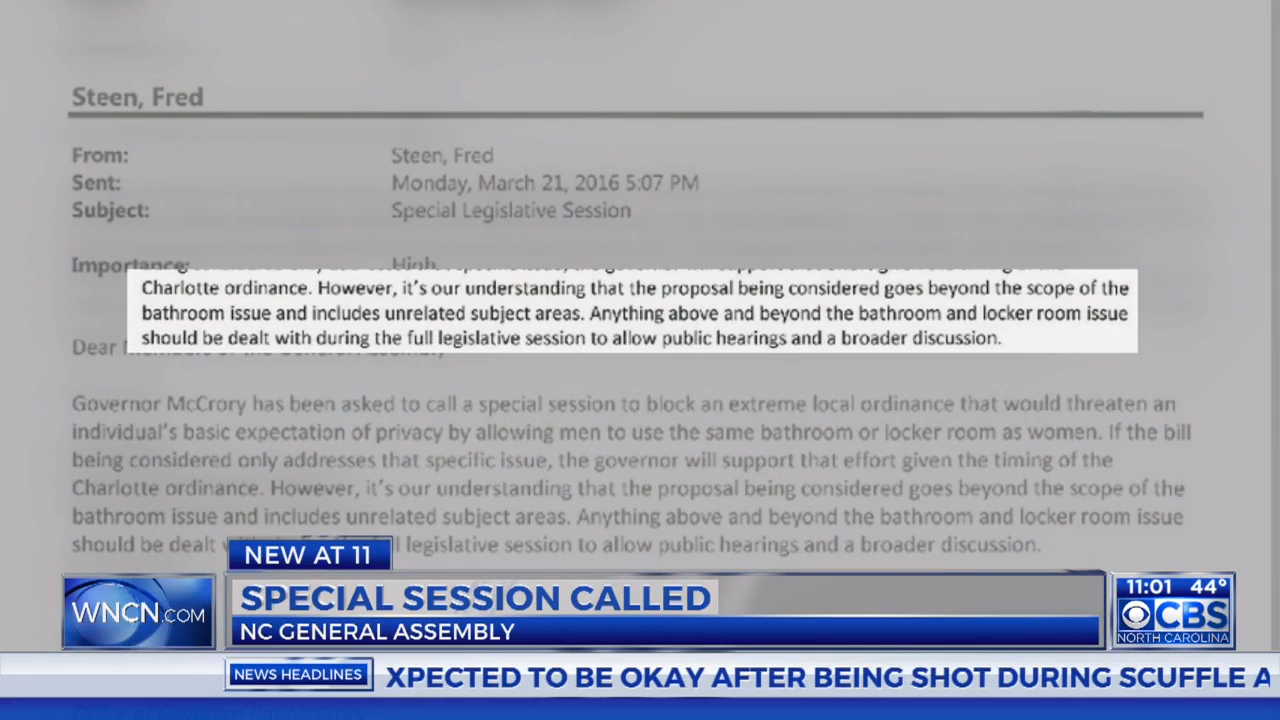 Steen, Fred
From: Steen, Fred
Sent: Monday, March 21, 2016 5:07 PM
Subject: Special Legislative Session
Importance: High
Charlotte ordinance. However, it's our understanding that the proposal being considered goes beyond the scope of the
bathroom issue and includes unrelated subject areas. Anything above and beyond the bathroom and locker room issue
should be dealt with during the full legislative session to allow public hearings and a broader discussion.
Dear
Governor McCrory has been asked to call a special session to block an extreme local ordinance that would threaten an
individual's basic expectation of privacy by allowing men to use the same bathroom or locker room as women. If the bill
being considered only addresses that specific issue, the governor will support that effort given the timing of the
Charlotte ordinance. However, it's our understanding that the proposal being considered goes beyond the scope of the
bathroom issue and includes unrelated subject areas. Anything above and beyond the bathroom and locker room issue
should be dealt legislative session to allow public hearings and a broader discussion.
NEW AT 11
SPECIAL SESSION CALLED
NC GENERAL ASSEMBLY
WNCN.COM
11:01 44°
CBS
NORTH CAROLINA
NEWS HEADLINES
XPECTED TO BE OKAY AFTER BEING SHOT DURING SCUFFLE A